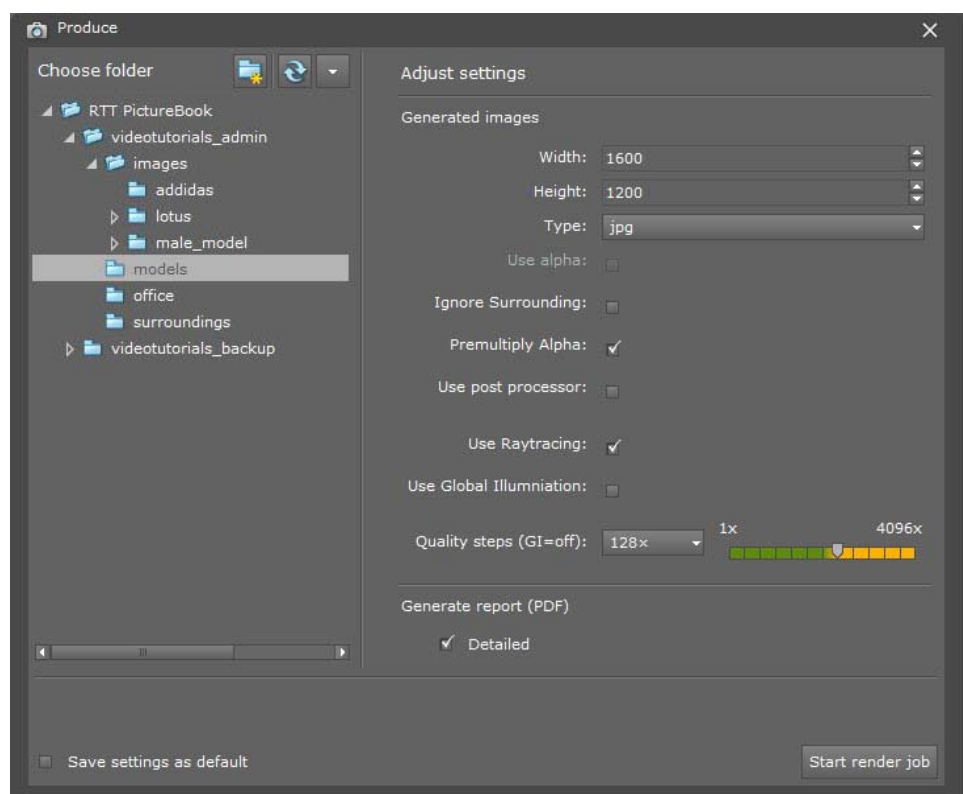 Produce
Choose folder
RTT PictureBook
videotutorials_admin
images
addidas
lotus
male_model
models
office
surroundings
videotutorials_backup
Adjust settings
Generated images
Width: 1600
Height: 1200
Type: jpg
Use alpha:
Ignore Surrounding:
Premultiply Alpha:
Use post processor:
Use Raytracing:
Use Global Illumniation:
1x 4096x
Quality steps (GI=off): 128x
Generate report (PDF)
Detailed
Save settings as default
Start render job